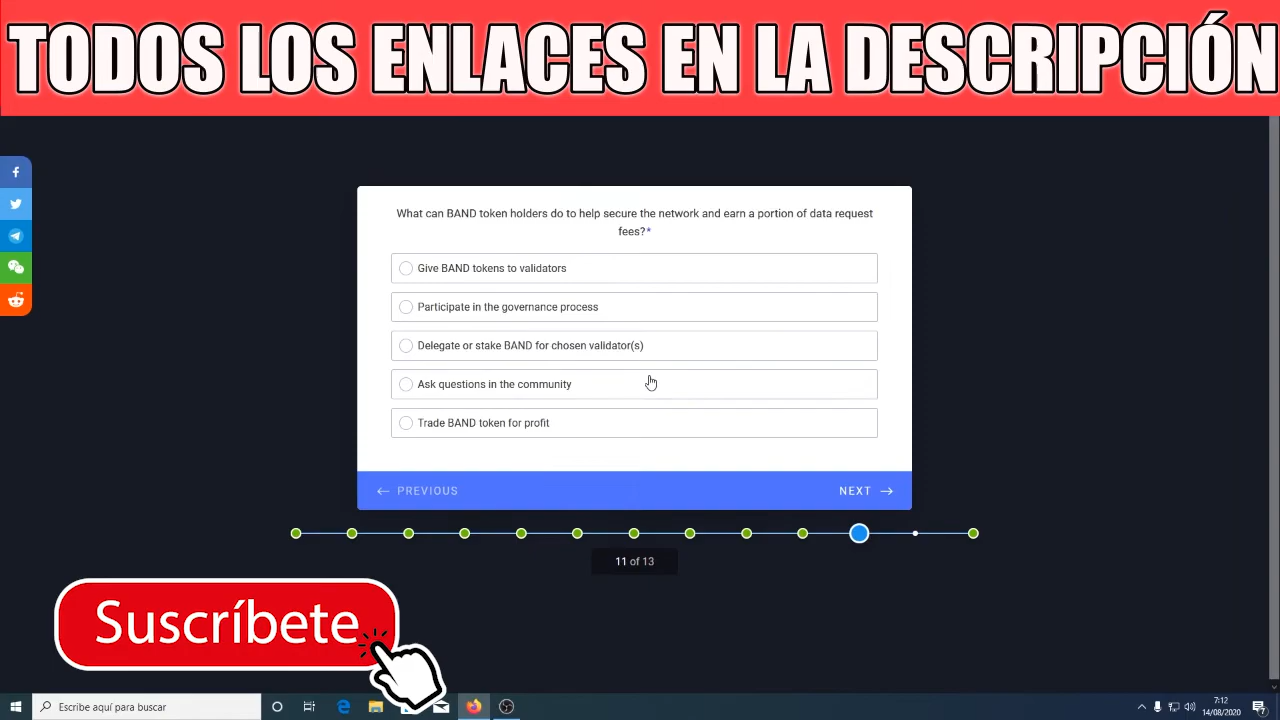 TODOS LOS ENLACES EN LA DESCRIPCIÓN
What can BAND token holders do to help secure the network and earn a portion of data request
fees?*
Give BAND tokens to validators
Participate in the governance process
Delegate or stake BAND for chosen validator(s)
Ask questions in the community
Trade BAND token for profit
← PREVIOUS
NEXT →
11 of 13
Suscríbete
Escribe aquí para buscar
7:12
14/08/2020